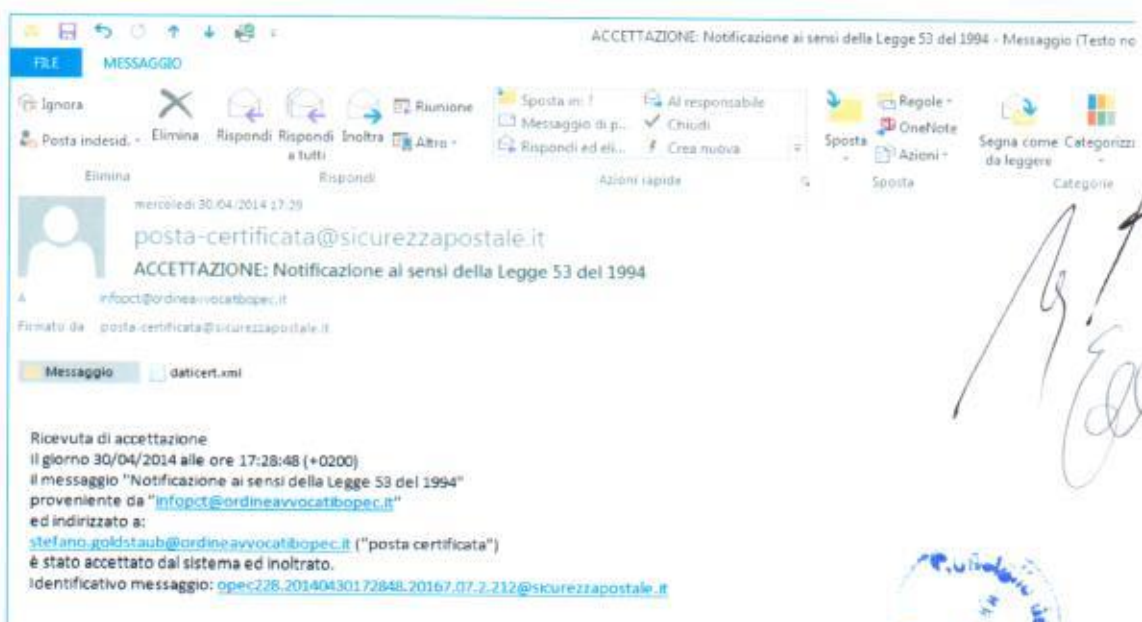 ACCETTAZIONE: Notificazione ai sensi della Legge 53 del 1994 - Messaggio (Testo no
FILE MESSAGGIO
Ignora
Posta indesid.
Elimina
Rispondi
Rispondi a tutti
Inoltra
Riunione
Altro
Sposta in: ?
Messaggio di p...
Rispondi ed eli...
Al responsabile
Chiudi
Crea nuova
Sposta
Regole
OneNote
Azioni
Segna come da leggere
Categorizz
Elimina Rispondi Azioni rapide Sposta Categorie
mercoledì 30/04/2014 17:29
posta-certificata@sicurezzapostale.it
ACCETTAZIONE: Notificazione ai sensi della Legge 53 del 1994
A infopct@ordineavvocatibopec.it
Firmato da posta-certificata@sicurezzapostale.it
Messaggio daticert.xml
Ricevuta di accettazione
Il giorno 30/04/2014 alle ore 17:28:48 (+0200)
il messaggio "Notificazione ai sensi della Legge 53 del 1994"
proveniente da "infopct@ordineavvocatibopec.it"
ed indirizzato a:
stefano.goldstaub@ordineavvocatibopec.it ("posta certificata")
è stato accettato dal sistema ed inoltrato.
Identificativo messaggio: opec228.20140430172848.20167.07.2.212@sicurezzapostale.it